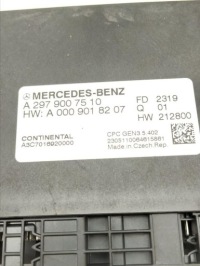 MERCEDES-BENZ
A 297 900 75 10 FD 2319
HW: A 000 901 82 07 Q 01
HW 212800
CONTINENTAL CPC GEN3.5 402
A3C7018920000 2305110084615881
Made in Czech Rep.